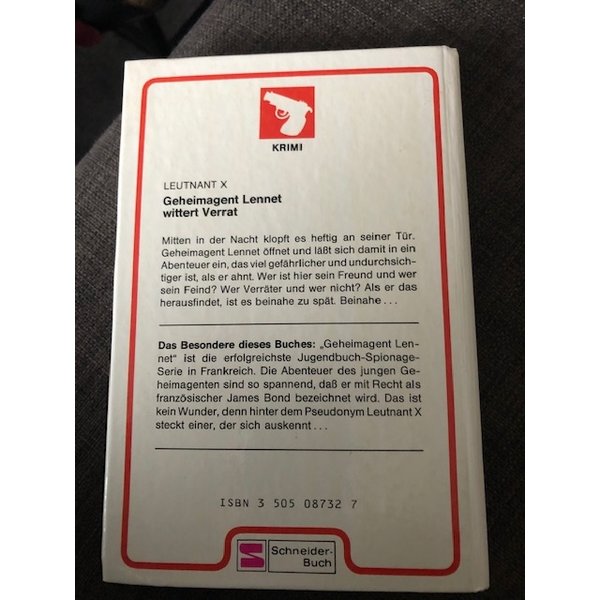 KRIMI
LEUTNANT X
Geheimagent Lennet
wittert Verrat
Mitten in der Nacht klopft es heftig an seiner Tür.
Geheimagent Lennet öffnet und läßt sich damit in ein
Abenteuer ein, das viel gefährlicher und undurchsich-
tiger ist, als er ahnt. Wer ist hier sein Freund und wer
sein Feind? Wer Verräter und wer nicht? Als er das
herausfindet, ist es beinahe zu spät. Beinahe . . .
Das Besondere dieses Buches: „Geheimagent Len-
net“ ist die erfolgreichste Jugendbuch-Spionage-
Serie in Frankreich. Die Abenteuer des jungen Ge-
heimagenten sind so spannend, daß er mit Recht als
französischer James Bond bezeichnet wird. Das ist
kein Wunder, denn hinter dem Pseudonym Leutnant X
steckt einer, der sich auskennt . . .
ISBN 3 505 08732 7
Schneider-
Buch